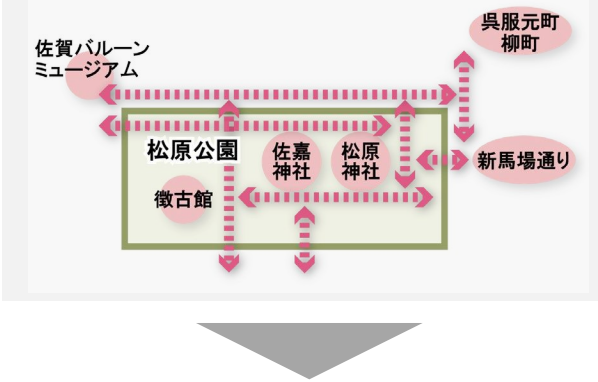 呉服元町
柳町
佐賀バルーン
ミュージアム
松原公園
佐嘉
神社
松原
神社
新馬場通り
徴古館